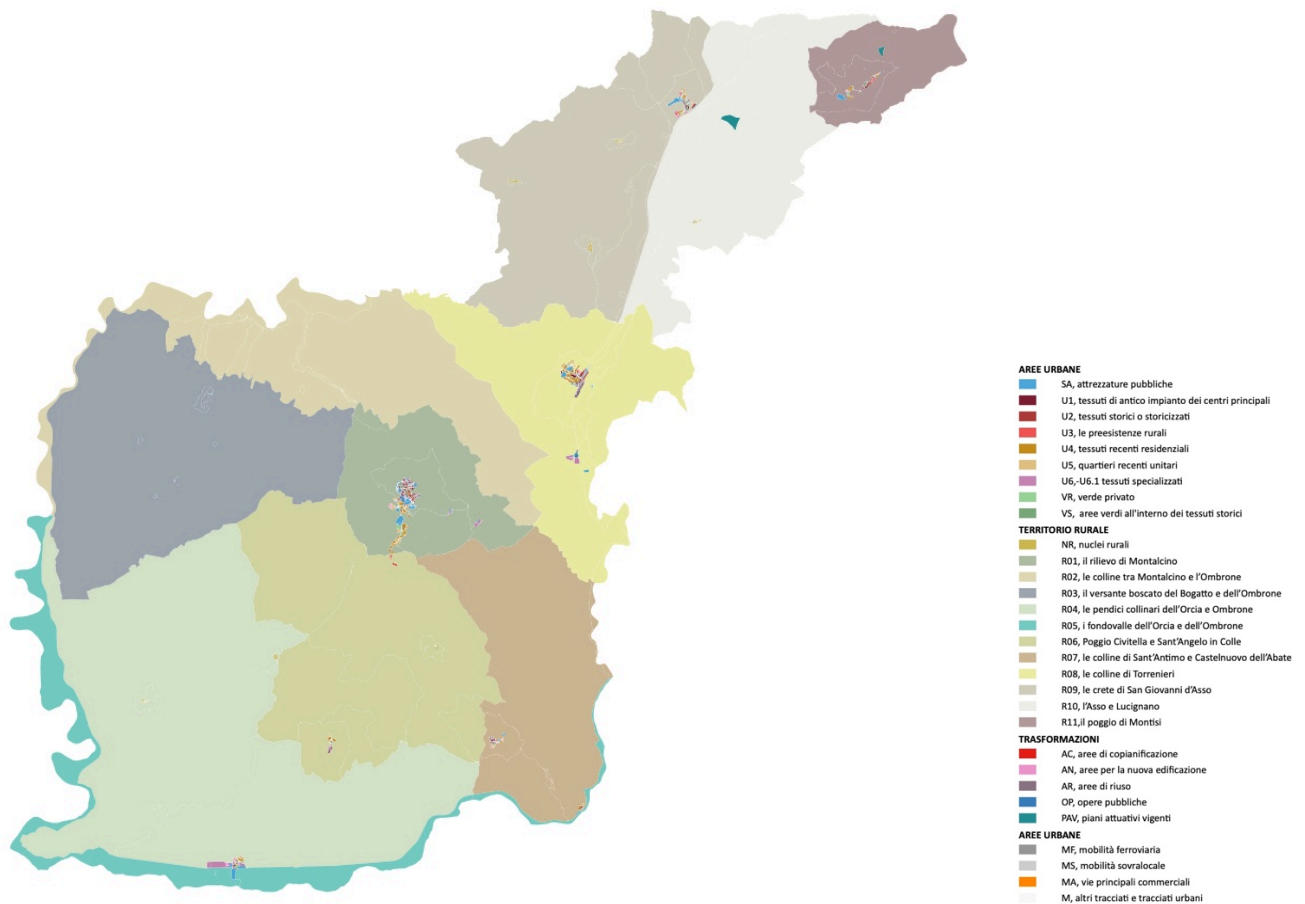 AREE URBANE
SA, attrezzature pubbliche
U1, tessuti di antico impianto dei centri principali
U2, tessuti storici o storicizzati
U3, le preesistenze rurali
U4, tessuti recenti residenziali
U5, quartieri recenti unitari
U6,-U6.1 tessuti specializzati
VR, verde privato
VS, aree verdi all'interno dei tessuti storici
TERRITORIO RURALE
NR, nuclei rurali
R01, il rilievo di Montalcino
R02, le colline tra Montalcino e l'Ombrone
R03, il versante boscato del Bogatto e dell'Ombrone
R04, le pendici collinari dell'Orcia e Ombrone
R05, i fondovalle dell'Orcia e dell'Ombrone
R06, Poggio Civitella e Sant'Angelo in Colle
R07, le colline di Sant'Antimo e Castelnuovo dell'Abate
R08, le colline di Torrenieri
R09, le crete di San Giovanni d'Asso
R10, l'Asso e Lucignano
R11,il poggio di Montisi
TRASFORMAZIONI
AC, aree di copianificazione
AN, aree per la nuova edificazione
AR, aree di riuso
OP, opere pubbliche
PAV, piani attuativi vigenti
AREE URBANE
MF, mobilità ferroviaria
MS, mobilità sovralocale
MA, vie principali commerciali
M, altri tracciati e tracciati urbani